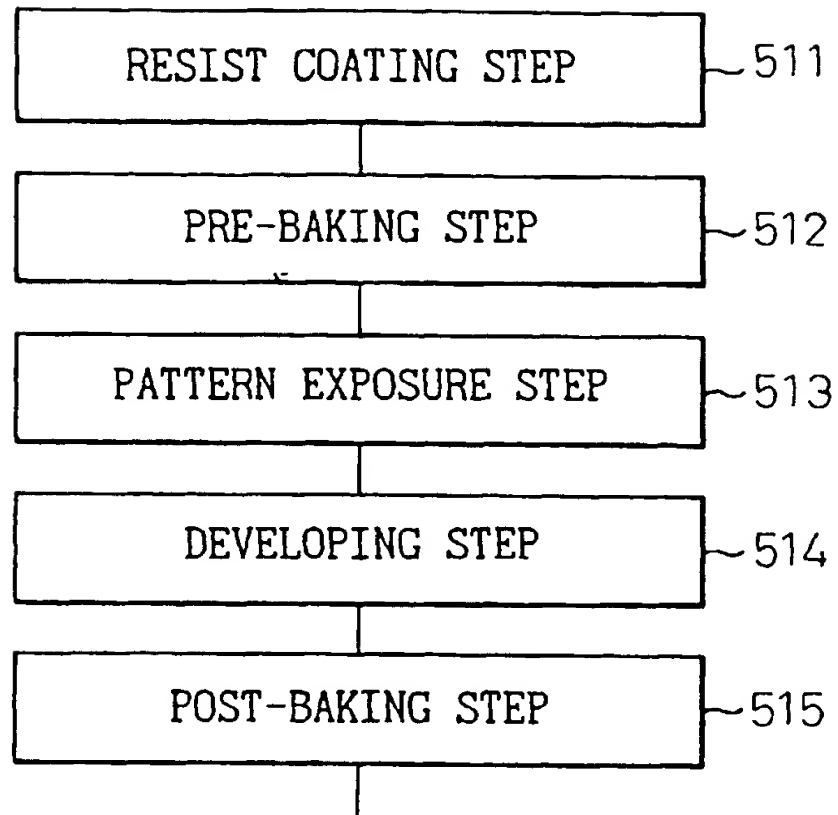 RESIST COATING STEP 511
PRE-BAKING STEP 512
PATTERN EXPOSURE STEP 513
DEVELOPING STEP 514
POST-BAKING STEP 515